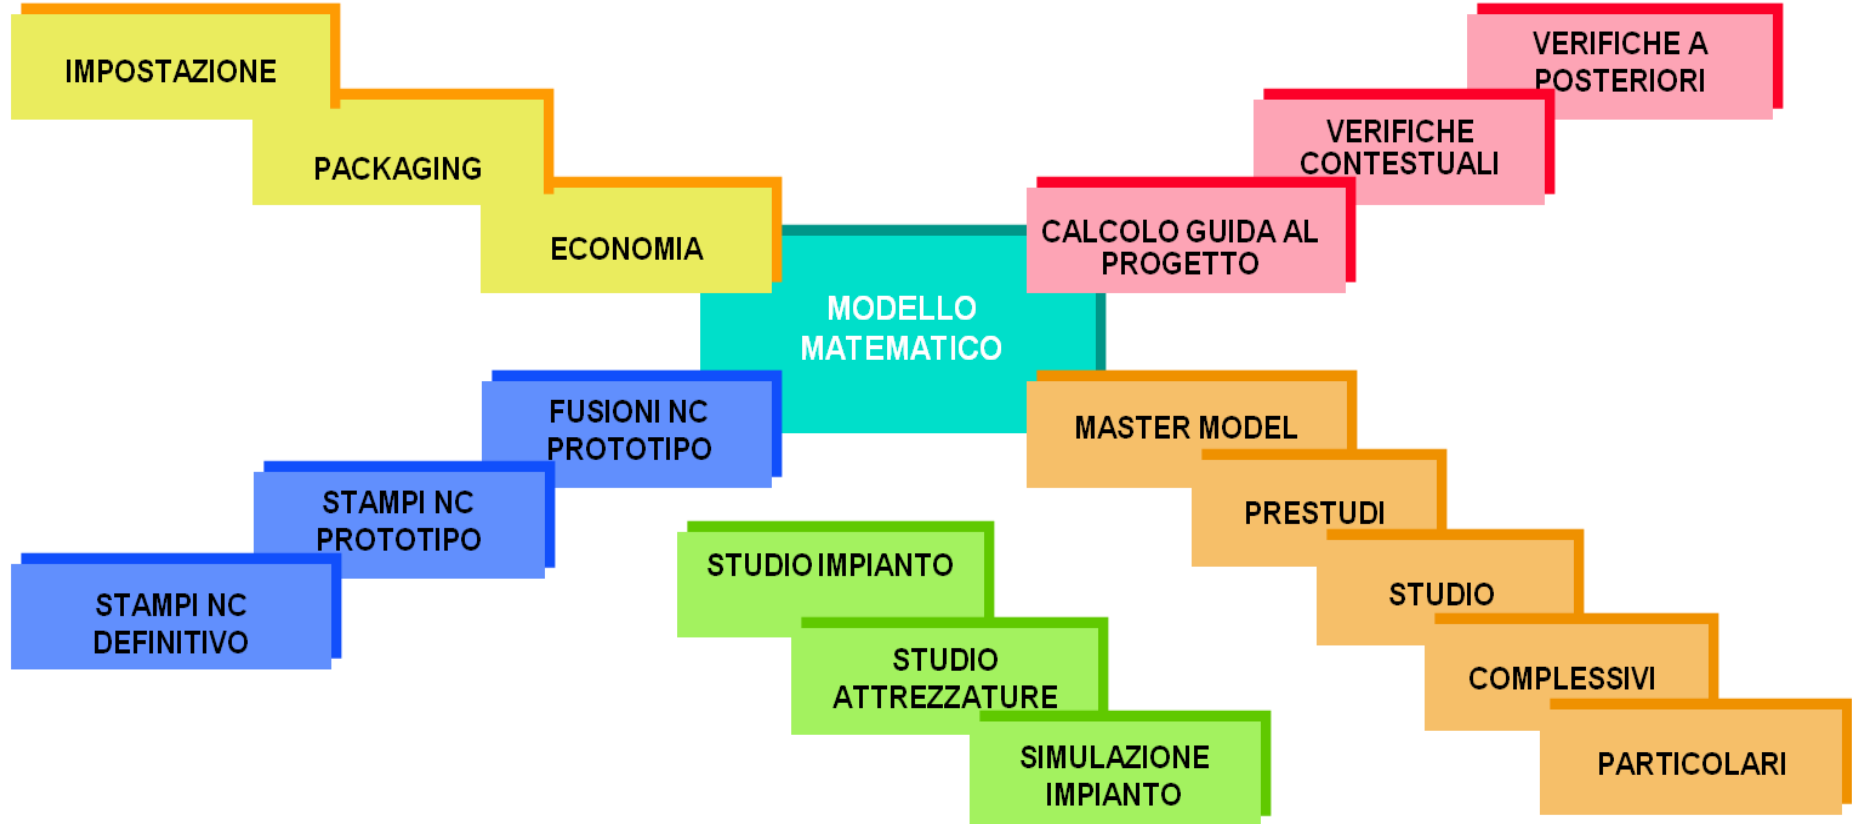 IMPOSTAZIONE
PACKAGING
ECONOMIA
VERIFICHE A
POSTERIORI
VERIFICHE
CONTESTUALI
CALCOLO GUIDA AL
PROGETTO
MODELLO
MATEMATICO
FUSIONI NC
PROTOTIPO
STAMPI NC
PROTOTIPO
STAMPI NC
DEFINITIVO
STUDIO IMPIANTO
STUDIO
ATTREZZATURE
SIMULAZIONE
IMPIANTO
MASTER MODEL
PRESTUDI
STUDIO
COMPLESSIVI
PARTICOLARI